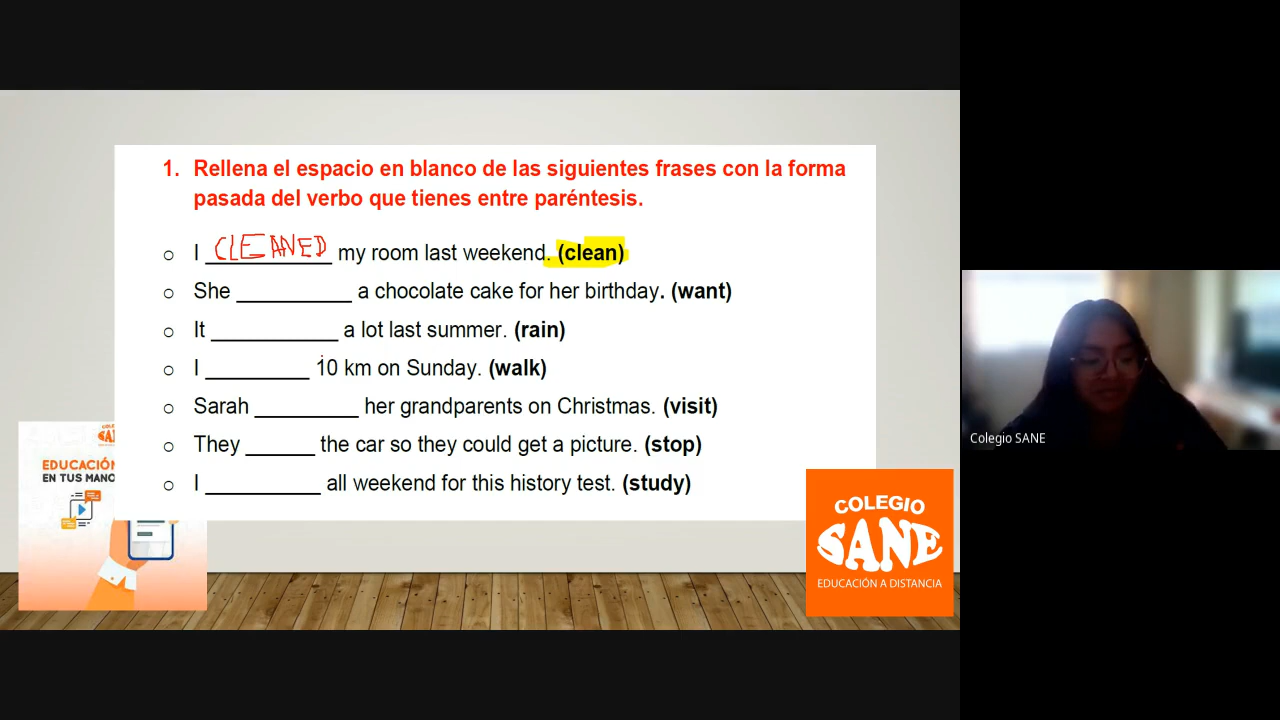 1. Rellena el espacio en blanco de las siguientes frases con la forma
pasada del verbo que tienes entre paréntesis.
o I CLEANED my room last weekend. (clean)
o She __________ a chocolate cake for her birthday. (want)
o It ___________ a lot last summer. (rain)
o I _________ 10 km on Sunday. (walk)
o Sarah _________ her grandparents on Christmas. (visit)
o They ______ the car so they could get a picture. (stop)
o I __________ all weekend for this history test. (study)
EDUCACIÓN
EN TUS MANO
COLEGIO
SANE
EDUCACIÓN A DISTANCIA
Colegio SANE